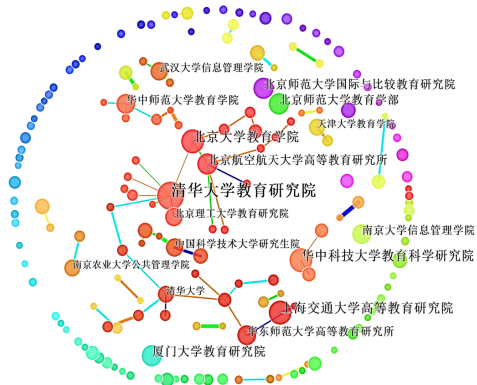 武汉大学信息管理学院
北京师范大学国际与比较教育研究院
华中师范大学教育学院
北京师范大学教育学部
天津大学教育学院
北京大学教育学院
北京航空航天大学高等教育研究所
清华大学教育研究院
北京理工大学教育研究院
南京大学信息管理学院
中国科学技术大学研究生院
华中科技大学教育科学研究院
南京农业大学公共管理学院
清华大学
上海交通大学高等教育研究院
华东师范大学高等教育研究所
厦门大学教育研究院